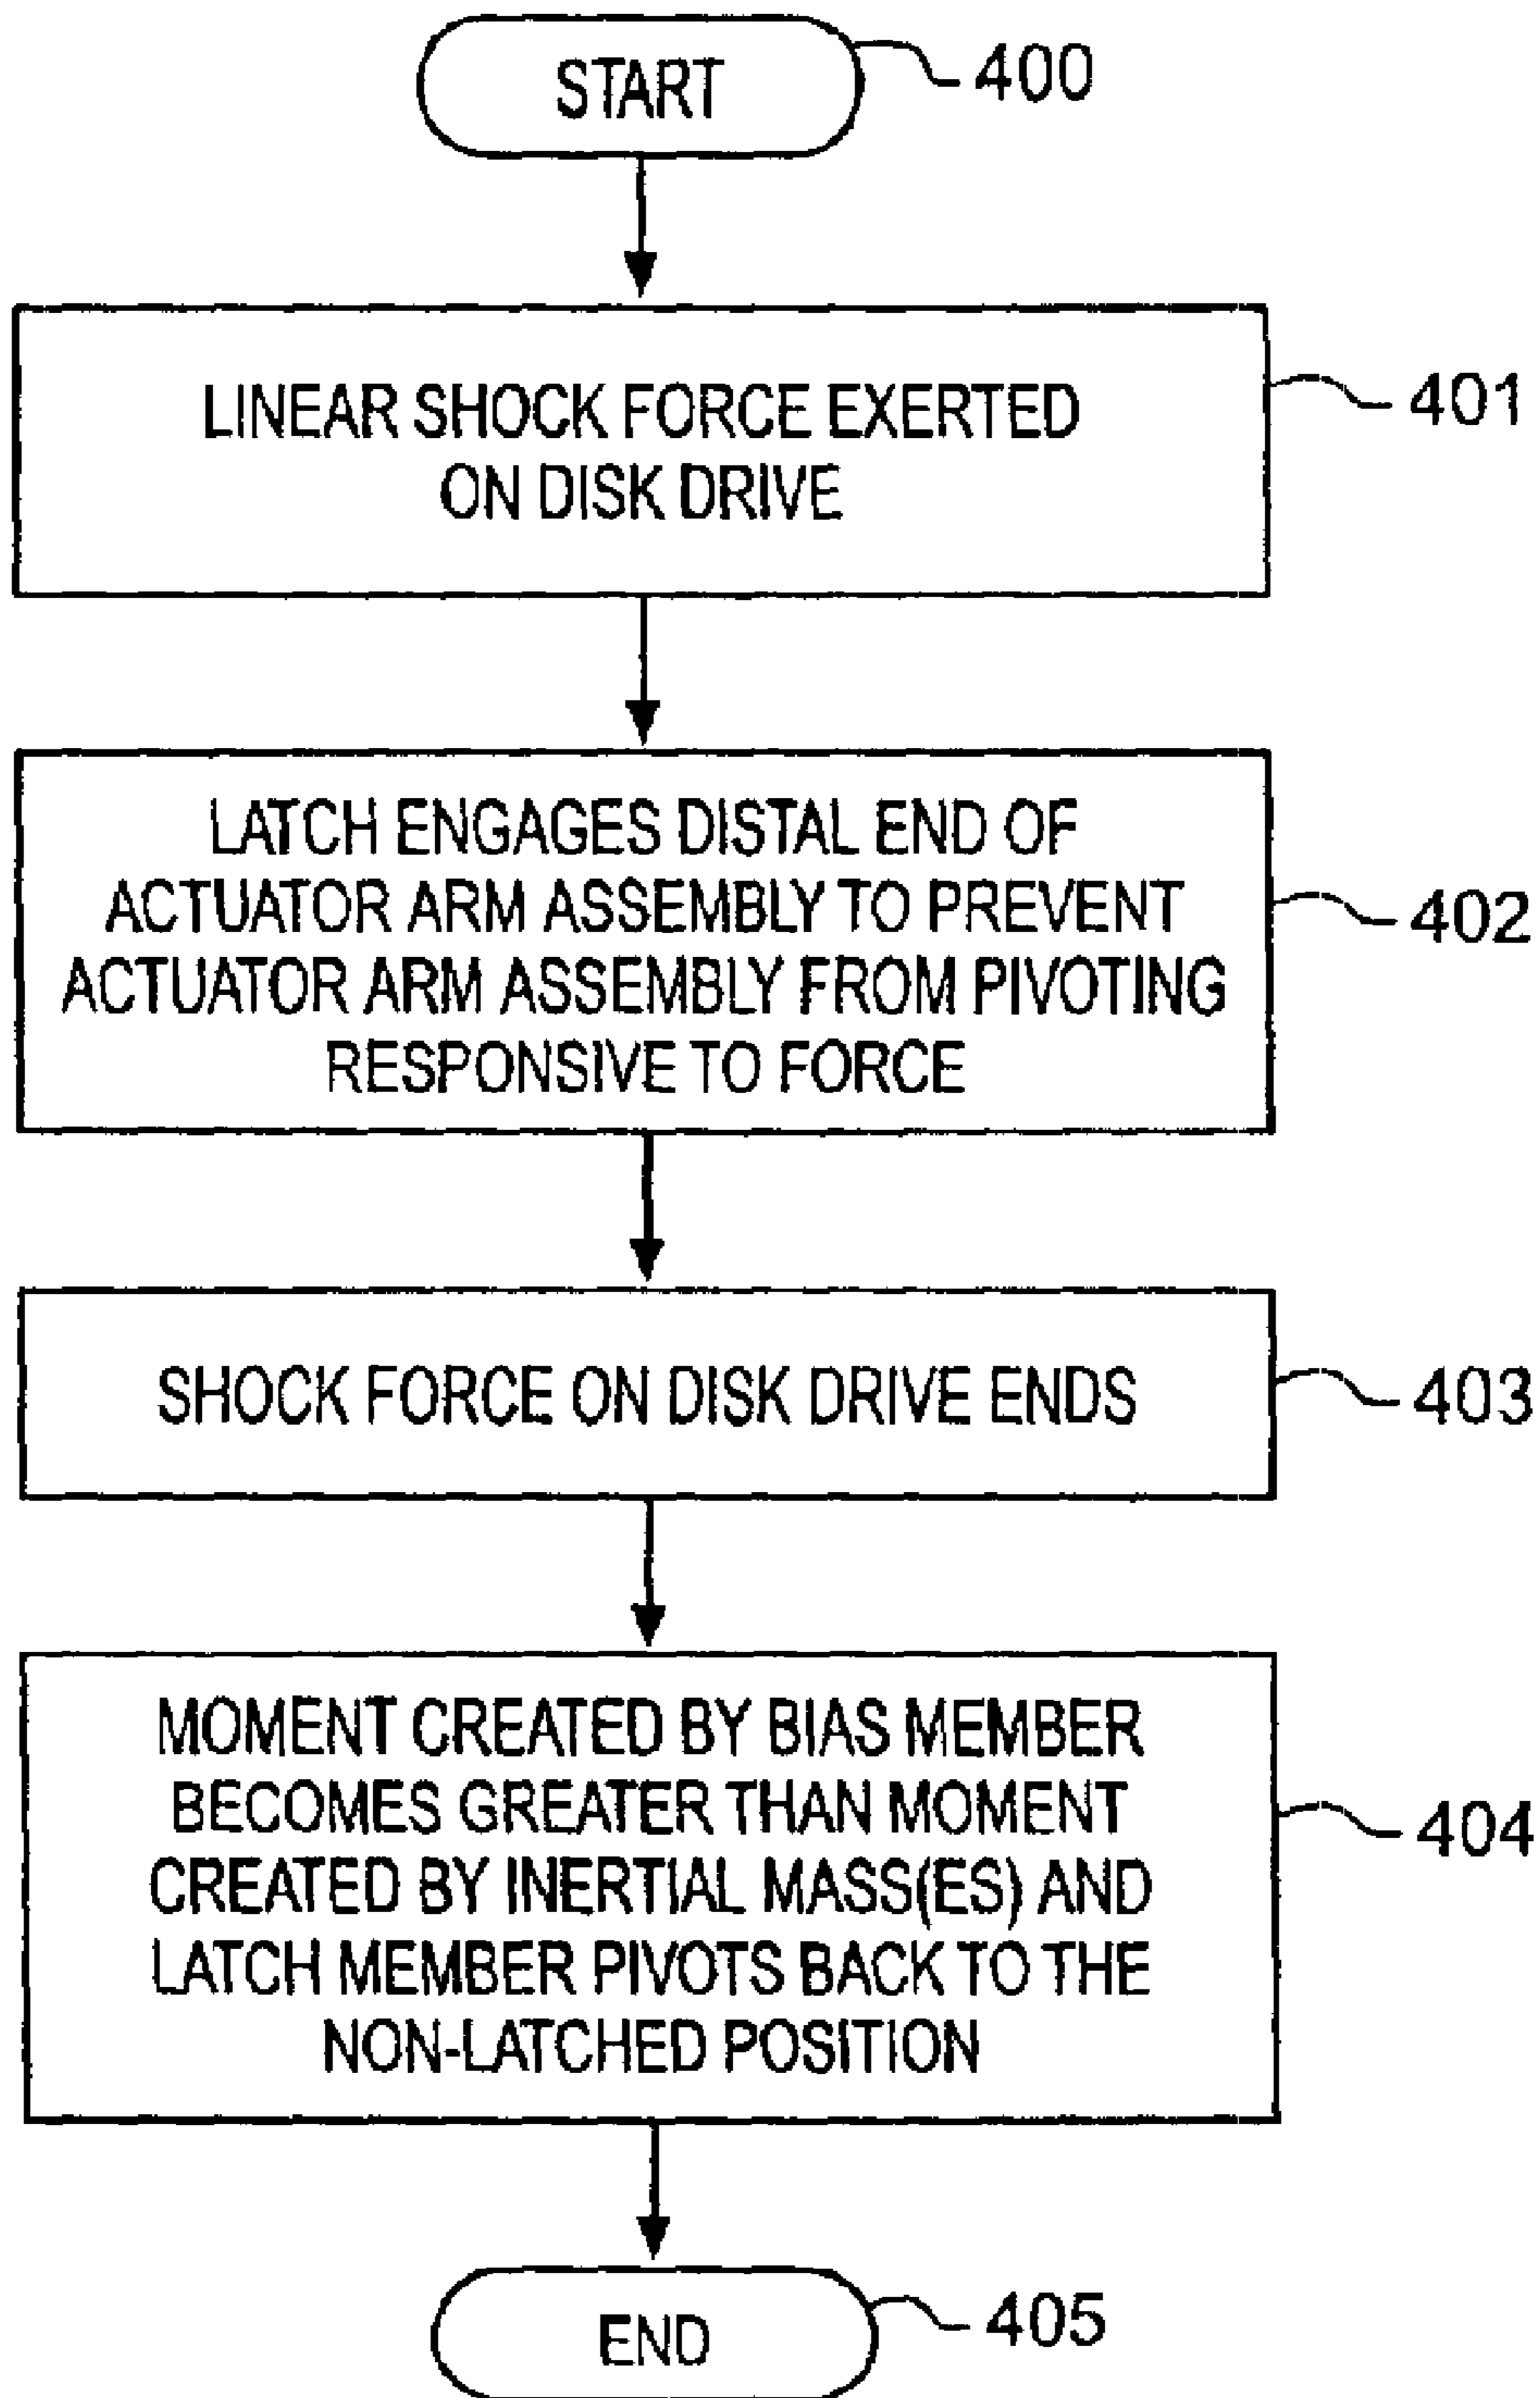 START
400
LINEAR SHOCK FORCE EXERTED
ON DISK DRIVE
401
LATCH ENGAGES DISTAL END OF
ACTUATOR ARM ASSEMBLY TO PREVENT
ACTUATOR ARM ASSEMBLY FROM PIVOTING
RESPONSIVE TO FORCE
402
SHOCK FORCE ON DISK DRIVE ENDS
403
MOMENT CREATED BY BIAS MEMBER
BECOMES GREATER THAN MOMENT
CREATED BY INERTIAL MASS(ES) AND
LATCH MEMBER PIVOTS BACK TO THE
NON-LATCHED POSITION
404
END
405